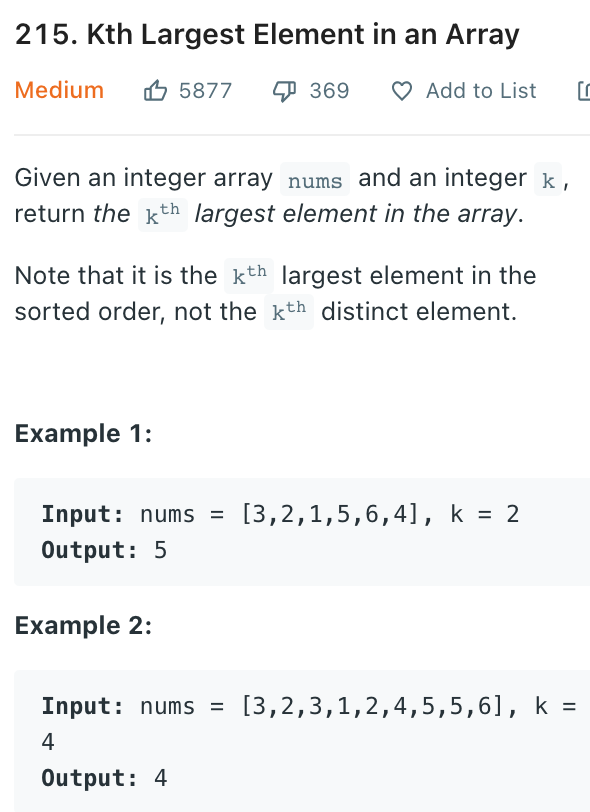 215. Kth Largest Element in an Array
Medium 5877 369 Add to List
Given an integer array nums and an integer k,
return the kth largest element in the array.
Note that it is the kth largest element in the
sorted order, not the kth distinct element.
Example 1:
Input: nums = [3,2,1,5,6,4], k = 2
Output: 5
Example 2:
Input: nums = [3,2,3,1,2,4,5,5,6], k =
4
Output: 4